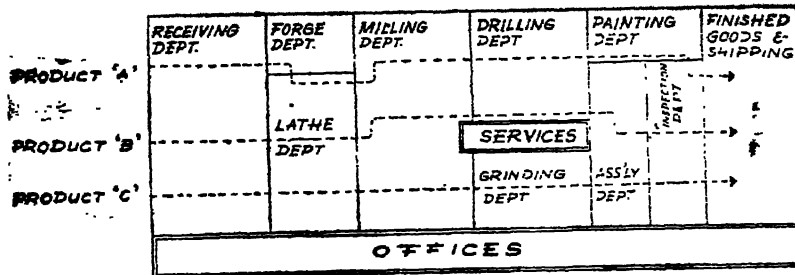 RECEIVING DEPT.
FORGE DEPT.
MILLING DEPT.
DRILLING DEPT
PAINTING DEPT
FINISHED GOODS & SHIPPING
PRODUCT 'A'
INSPECTION DEPT
LATHE DEPT
PRODUCT 'B'
SERVICES
GRINDING DEPT
ASS'LY DEPT
PRODUCT 'C'
OFFICES